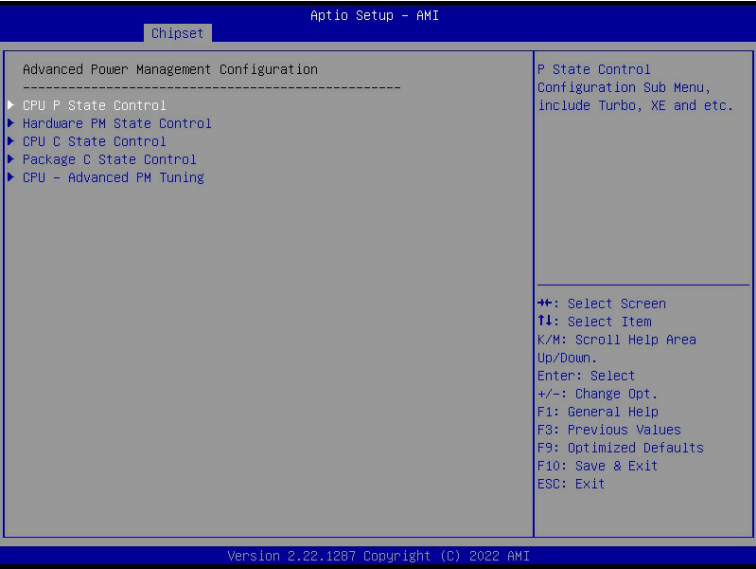 Aptio Setup – AMI
Chipset
Advanced Power Management Configuration
--------------------------------------------------
▶ CPU P State Control
▶ Hardware PM State Control
▶ CPU C State Control
▶ Package C State Control
▶ CPU – Advanced PM Tuning
P State Control
Configuration Sub Menu,
include Turbo, XE and etc.
→←: Select Screen
↑↓: Select Item
K/M: Scroll Help Area
Up/Down.
Enter: Select
+/-: Change Opt.
F1: General Help
F3: Previous Values
F9: Optimized Defaults
F10: Save & Exit
ESC: Exit
Version 2.22.1287 Copyright (C) 2022 AMI